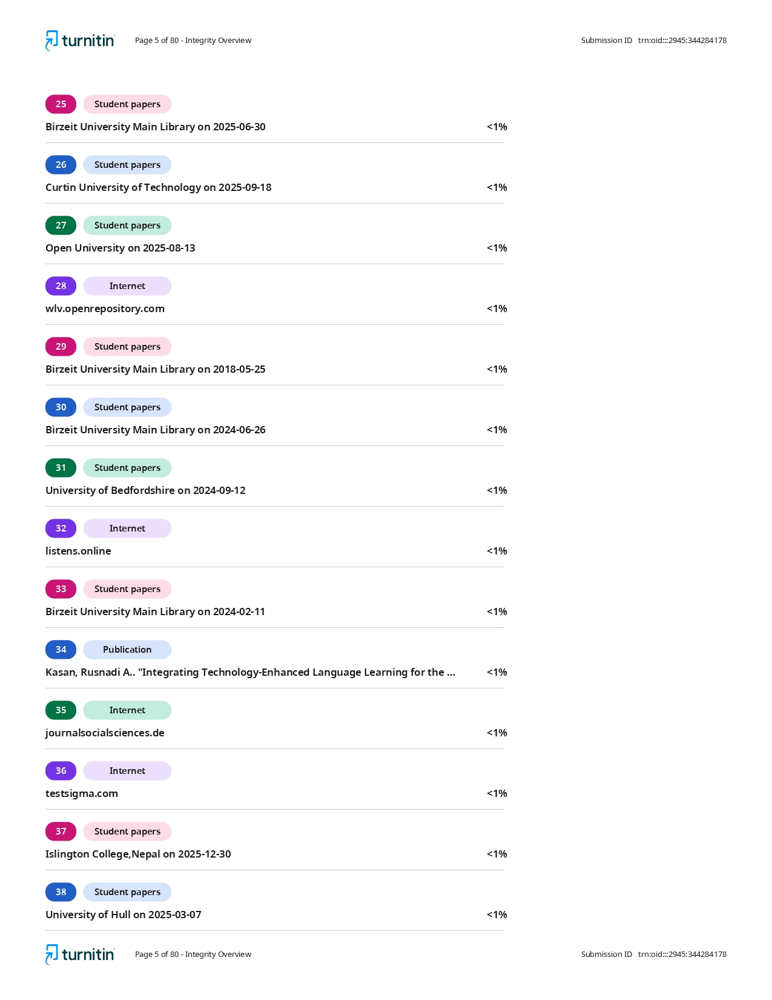 turnitin Page 5 of 80 - Integrity Overview Submission ID trn:oid:::2945:344284178
25 Student papers
Birzeit University Main Library on 2025-06-30 <1%
26 Student papers
Curtin University of Technology on 2025-09-18 <1%
27 Student papers
Open University on 2025-08-13 <1%
28 Internet
wlv.openrepository.com <1%
29 Student papers
Birzeit University Main Library on 2018-05-25 <1%
30 Student papers
Birzeit University Main Library on 2024-06-26 <1%
31 Student papers
University of Bedfordshire on 2024-09-12 <1%
32 Internet
listens.online <1%
33 Student papers
Birzeit University Main Library on 2024-02-11 <1%
34 Publication
Kasan, Rusnadi A.. "Integrating Technology-Enhanced Language Learning for the ... <1%
35 Internet
journalsocialsciences.de <1%
36 Internet
testsigma.com <1%
37 Student papers
Islington College,Nepal on 2025-12-30 <1%
38 Student papers
University of Hull on 2025-03-07 <1%
turnitin Page 5 of 80 - Integrity Overview Submission ID trn:oid:::2945:344284178